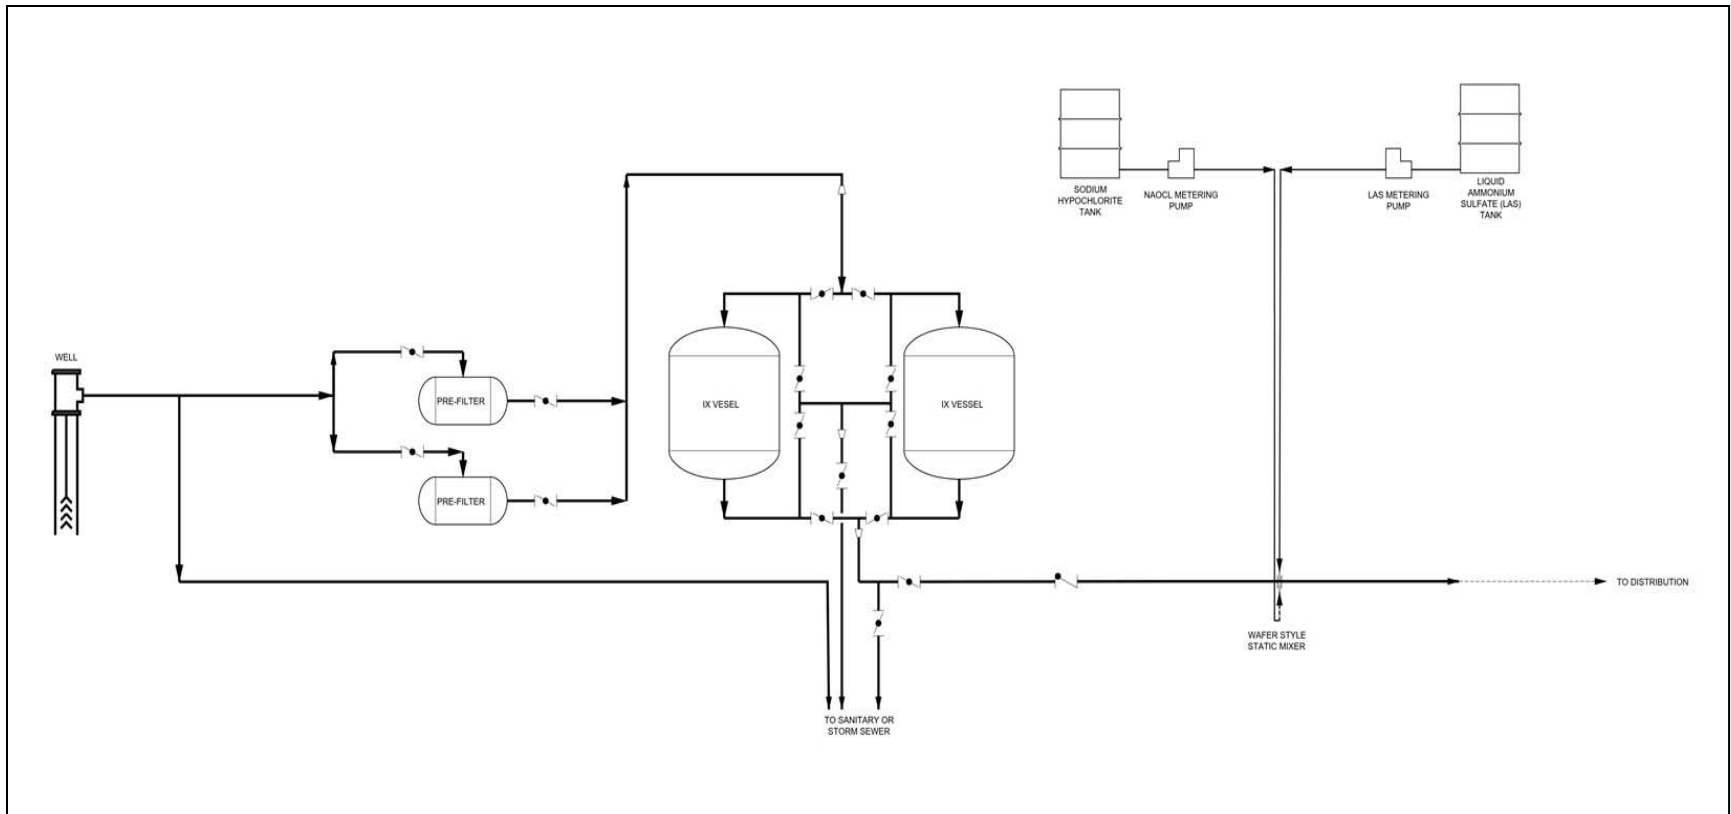 SODIUM
HYPOCHLORITE
TANK
NAOCL METERING
PUMP
LAS METERING
PUMP
LIQUID
AMMONIUM
SULFATE (LAS)
TANK
WELL
PRE-FILTER
PRE-FILTER
IX VESEL
IX VESSEL
TO DISTRIBUTION
WAFER STYLE
STATIC MIXER
TO SANITARY OR
STORM SEWER